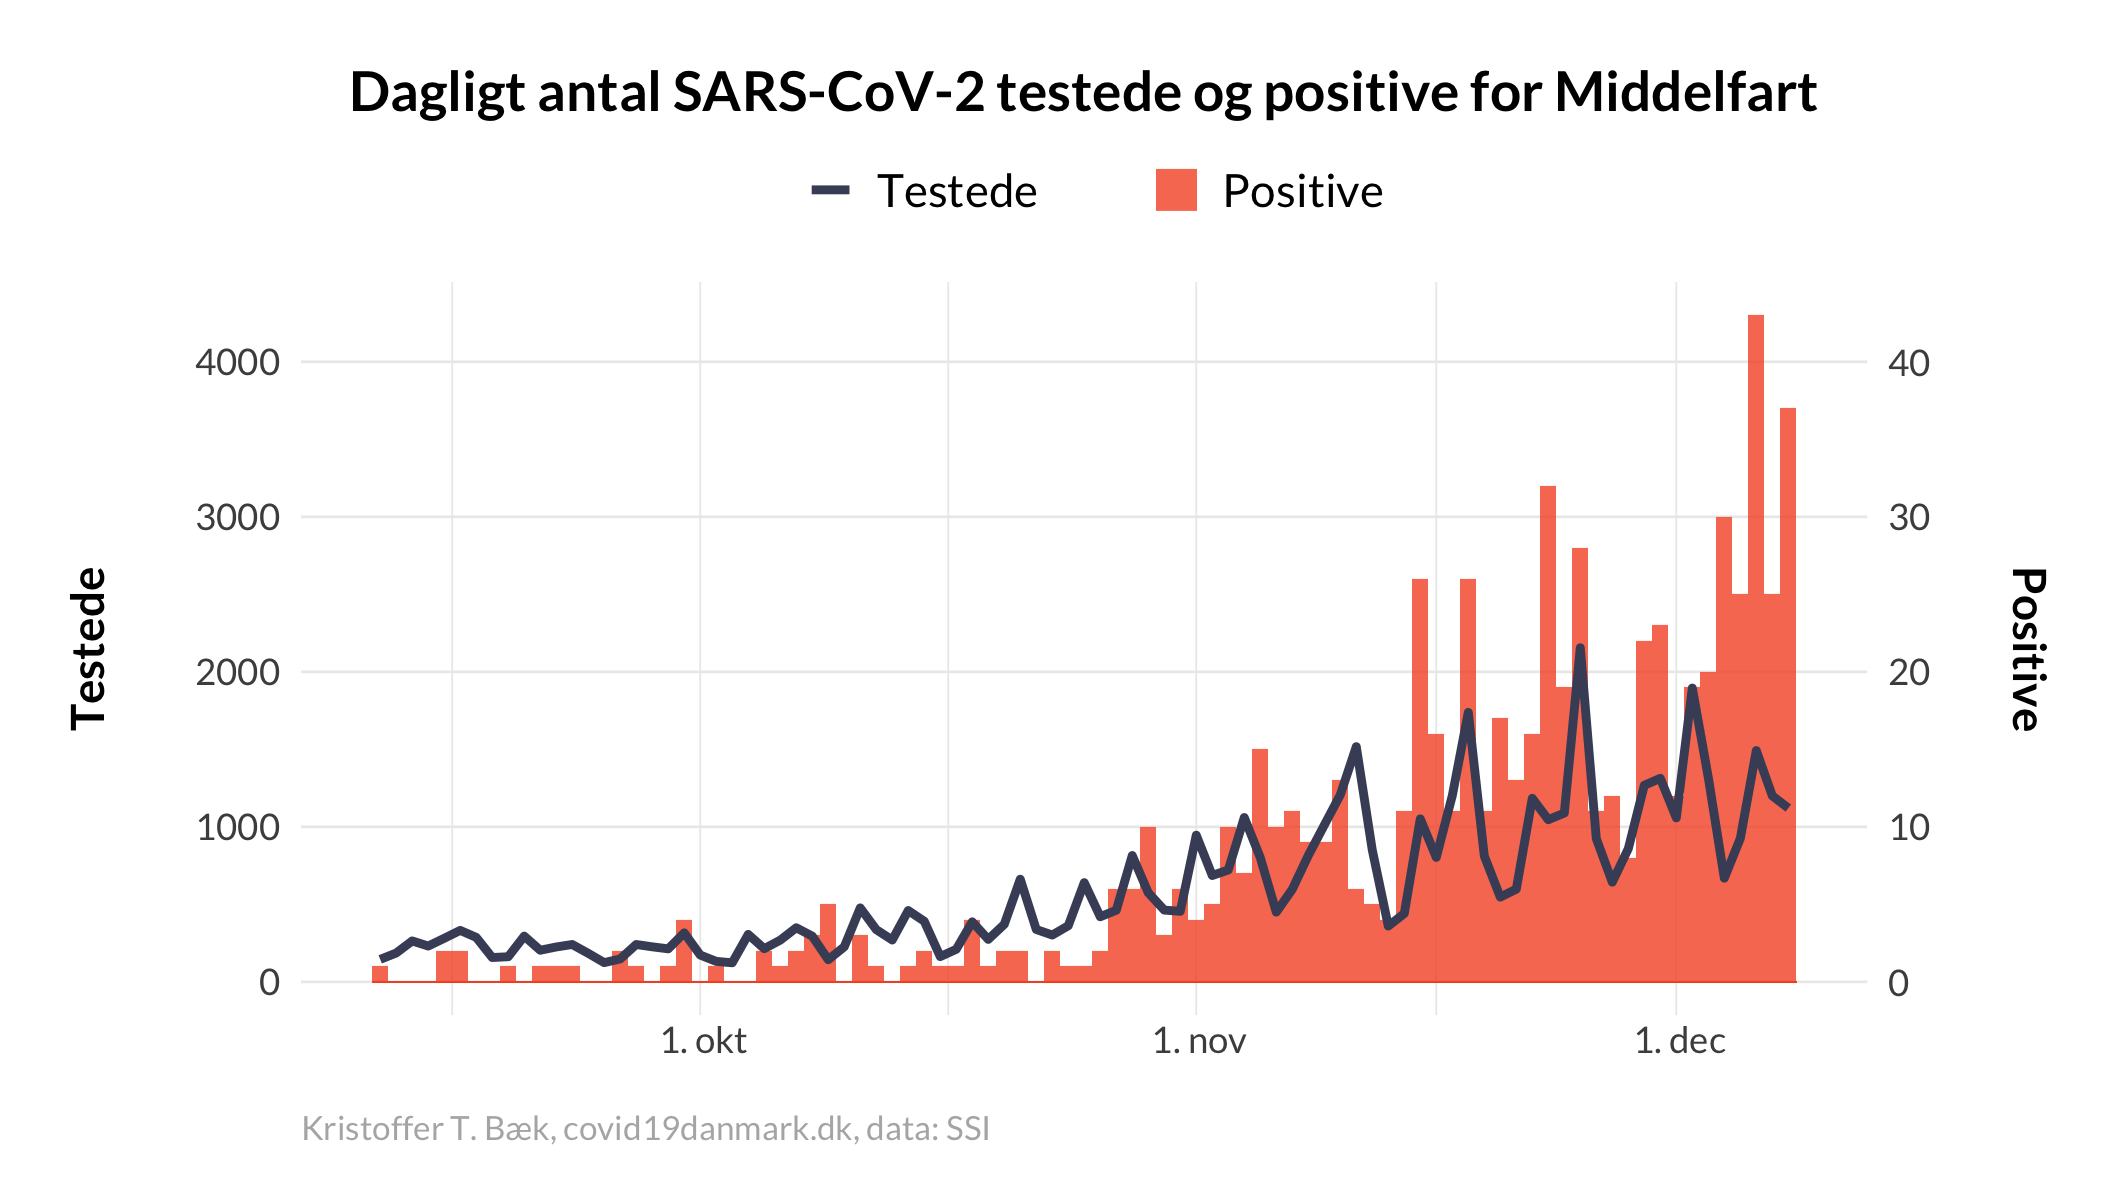 Dagligt antal SARS-CoV-2 testede og positive for Middelfart
Testede
Positive
4000
3000
2000
1000
0
Testede
40
30
20
10
0
Positive
1. okt
1. nov
1. dec
Kristoffer T. Bæk, covid19danmark.dk, data: SSI